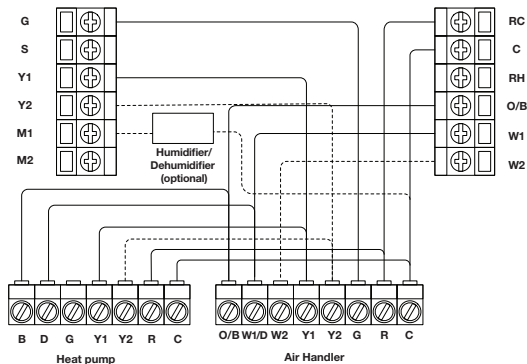 G
S
Y1
Y2
M1
M2
RC
C
RH
O/B
W1
W2
Humidifier/
Dehumidifier
(optional)
B D G Y1 Y2 R C
Heat pump
O/B W1/D W2 Y1 Y2 G R C
Air Handler